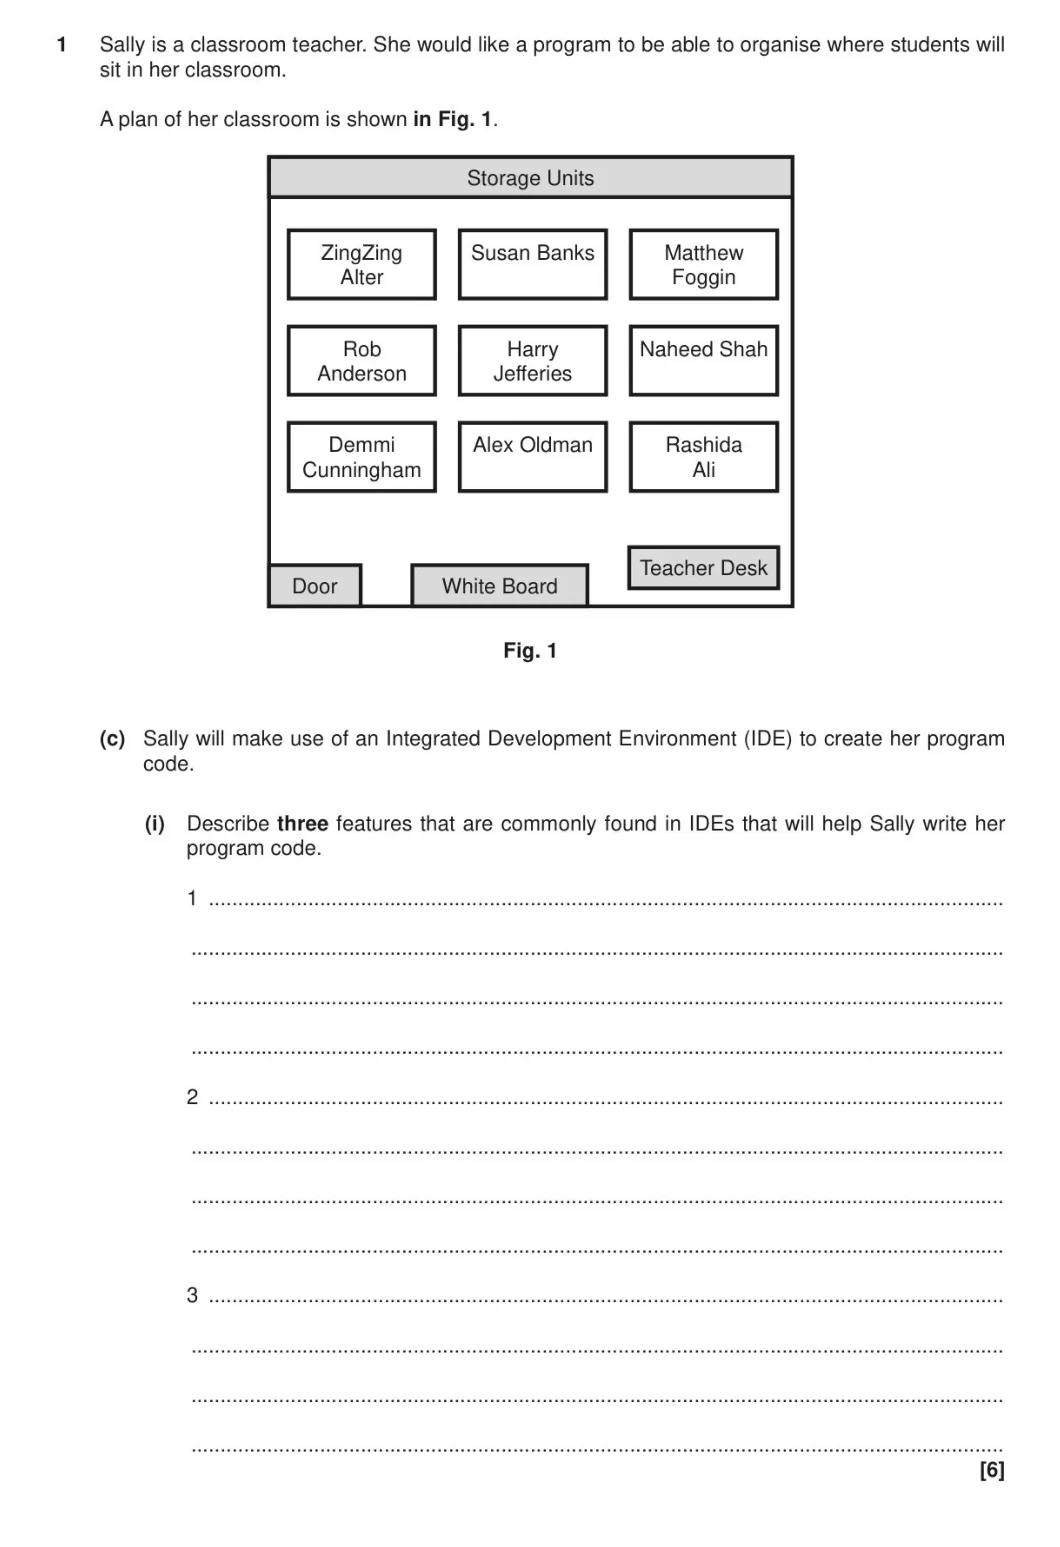 1 Sally is a classroom teacher. She would like a program to be able to organise where students will
sit in her classroom.
A plan of her classroom is shown in Fig. 1.
Storage Units
ZingZing
Alter
Susan Banks
Matthew
Foggin
Rob
Anderson
Harry
Jefferies
Naheed Shah
Demmi
Cunningham
Alex Oldman
Rashida
Ali
Door
White Board
Teacher Desk
Fig. 1
(c) Sally will make use of an Integrated Development Environment (IDE) to create her program
code.
(i) Describe three features that are commonly found in IDEs that will help Sally write her
program code.
1
2
3
[6]